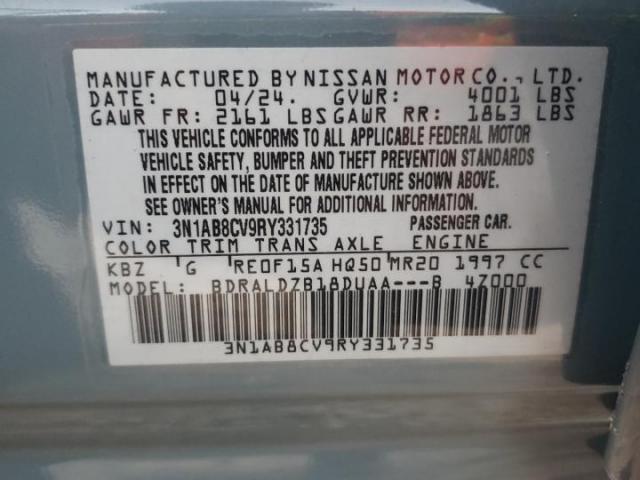 MANUFACTURED BY NISSAN MOTOR CO., LTD.
DATE: 04/24. GVWR: 4001 LBS
GAWR FR: 2161 LBS GAWR RR: 1863 LBS
THIS VEHICLE CONFORMS TO ALL APPLICABLE FEDERAL MOTOR
VEHICLE SAFETY, BUMPER AND THEFT PREVENTION STANDARDS
IN EFFECT ON THE DATE OF MANUFACTURE SHOWN ABOVE.
SEE OWNER'S MANUAL FOR ADDITIONAL INFORMATION.
VIN: 3N1AB8CV9RY331735 PASSENGER CAR.
COLOR TRIM TRANS AXLE ENGINE
KBZ G RE0F15A HQ50 MR20 1997 CC
MODEL: BDRALDZB18DUAA---B 4Z000
3N1AB8CV9RY331735